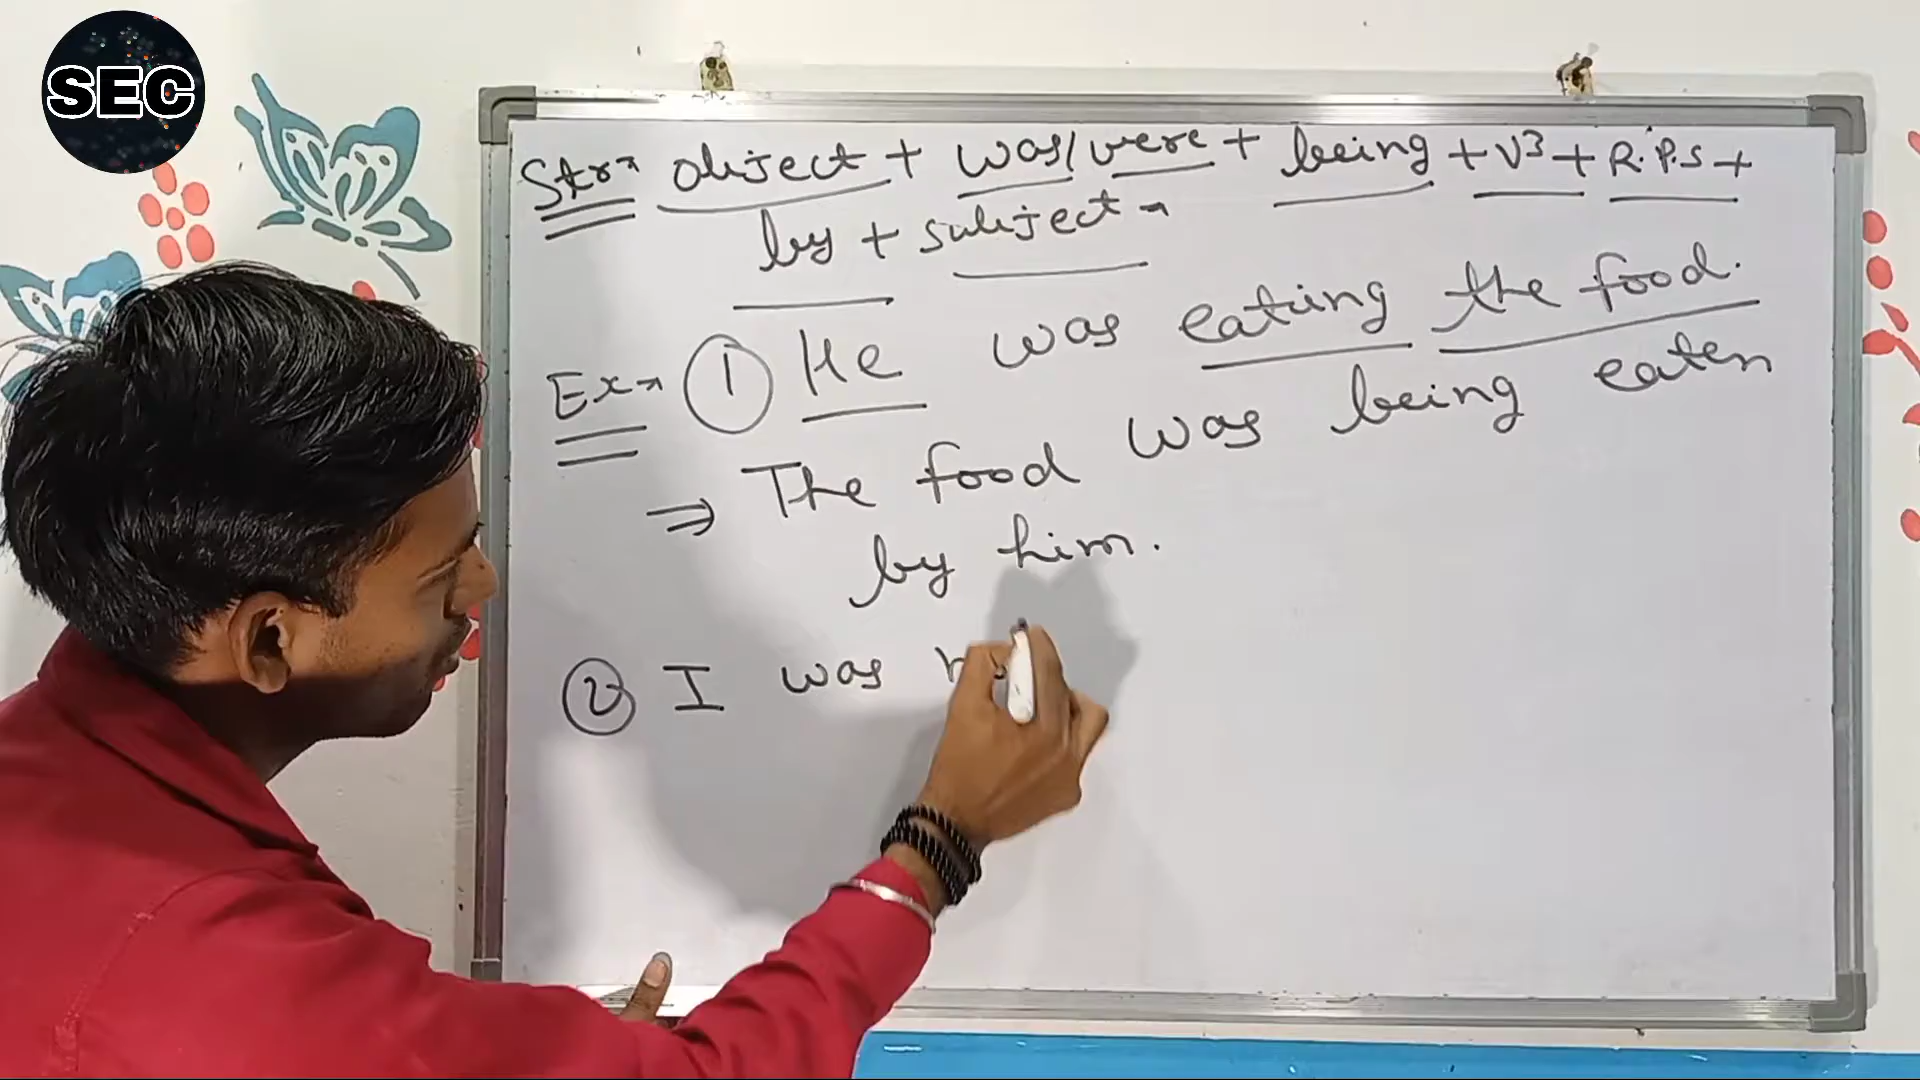 SEC
Str→ object + was/were + being + V3 + R.P.S +
by + subject→
Ex→ ① He was eating the food.
⇒ The food was being eaten
by him.
② I was